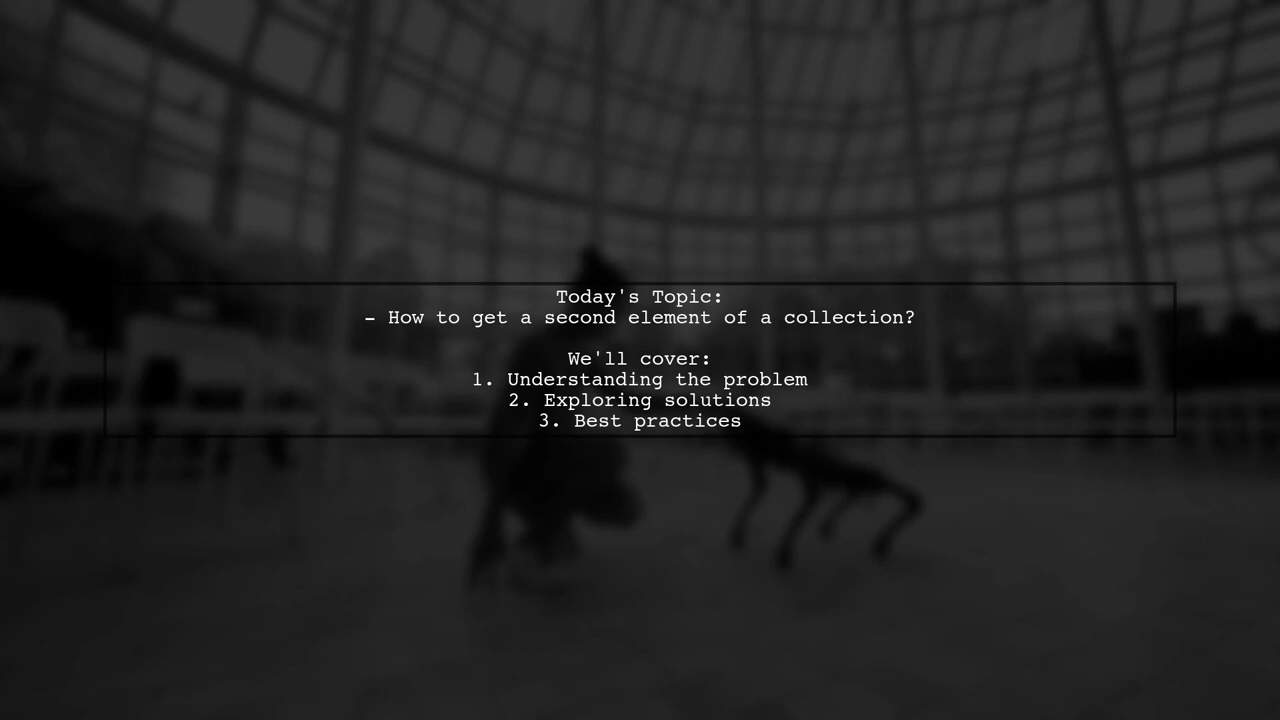 Today's Topic:
- How to get a second element of a collection?
We'll cover:
1. Understanding the problem
2. Exploring solutions
3. Best practices